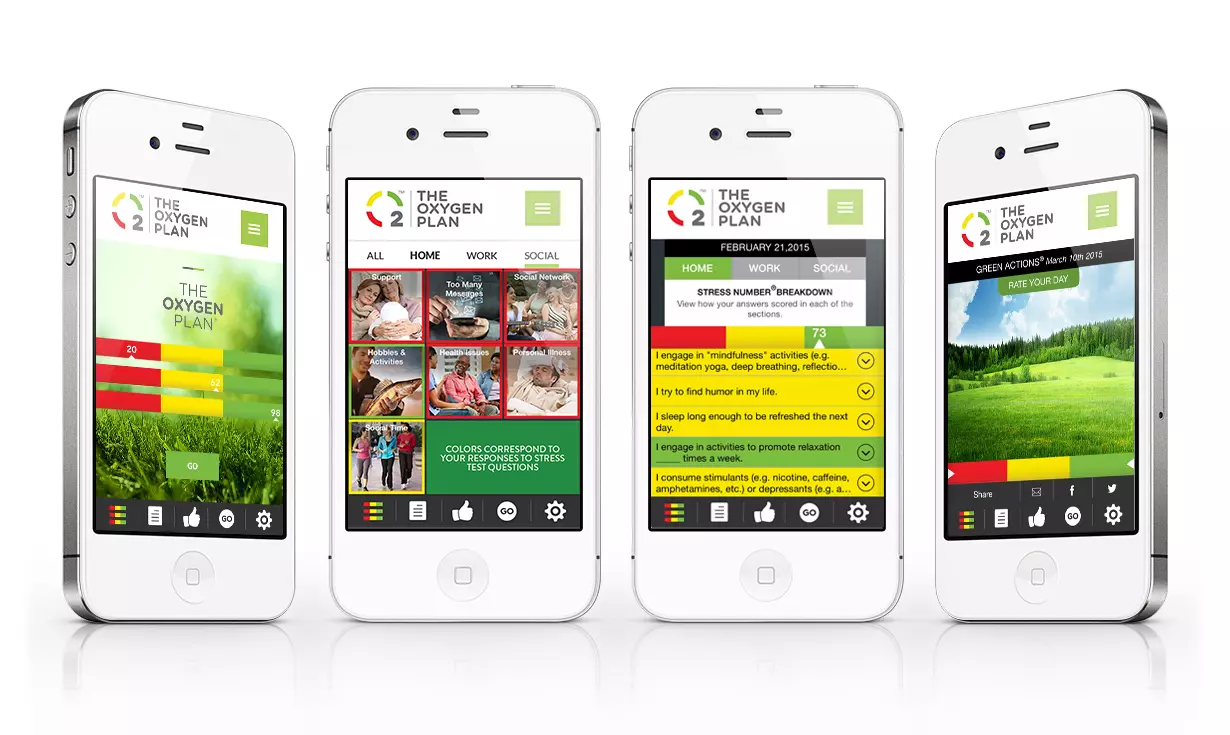 2
TM
THE
OXYGEN
PLAN
THE
OXYGEN
PLAN®
20
62
98
GO
GO
2
TM
THE
OXYGEN
PLAN
ALL HOME WORK SOCIAL
Support
Too Many
Messages
Social Network
Hobbies &
Activities
Health Issues
Personal Illness
Social Time
COLORS CORRESPOND TO
YOUR RESPONSES TO STRESS
TEST QUESTIONS
GO
2
TM
THE
OXYGEN
PLAN
FEBRUARY 21,2015
HOME WORK SOCIAL
STRESS NUMBER®BREAKDOWN
View how your answers scored in each of the
sections.
73
I engage in "mindfulness" activities (e.g.
meditation yoga, deep breathing, reflectio...
I try to find humor in my life.
I sleep long enough to be refreshed the next
day.
I engage in activities to promote relaxation
_____ times a week.
I consume stimulants (e.g. nicotine, caffeine,
amphetamines, etc.) or depressants (e.g. a...
GO
2
TM
THE
OXYGEN
PLAN
GREEN ACTIONS® March 10th 2015
RATE YOUR DAY
Share
GO